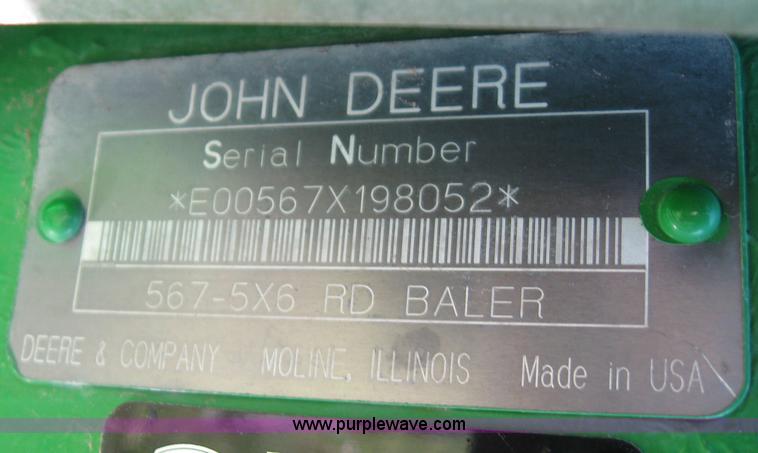 JOHN DEERE
Serial Number
*E00567X198052*
567-5X6 RD BALER
DEERE & COMPANY MOLINE, ILLINOIS Made in USA
www.purplewave.com